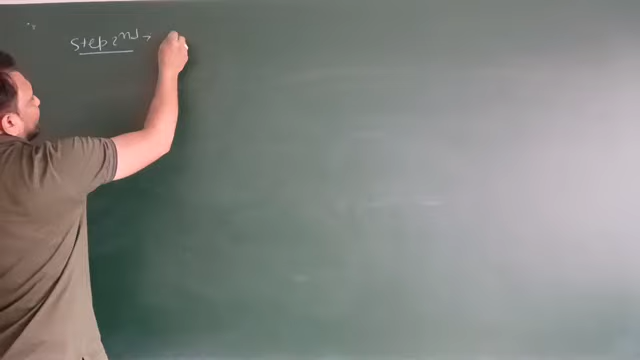 Step 2nd →